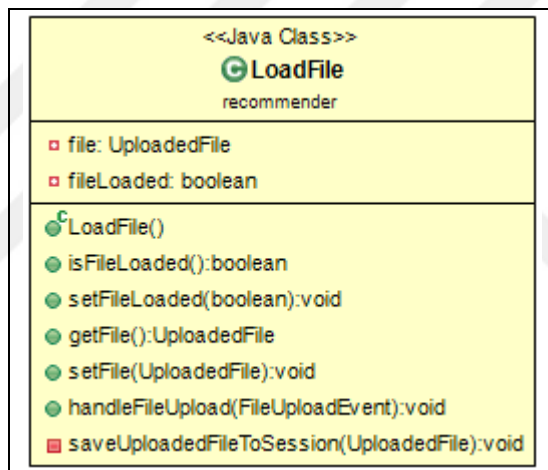 <<Java Class>>
LoadFile
recommender
file: UploadedFile
fileLoaded: boolean
LoadFile()
isFileLoaded():boolean
setFileLoaded(boolean):void
getFile():UploadedFile
setFile(UploadedFile):void
handleFileUpload(FileUploadEvent):void
saveUploadedFileToSession(UploadedFile):void